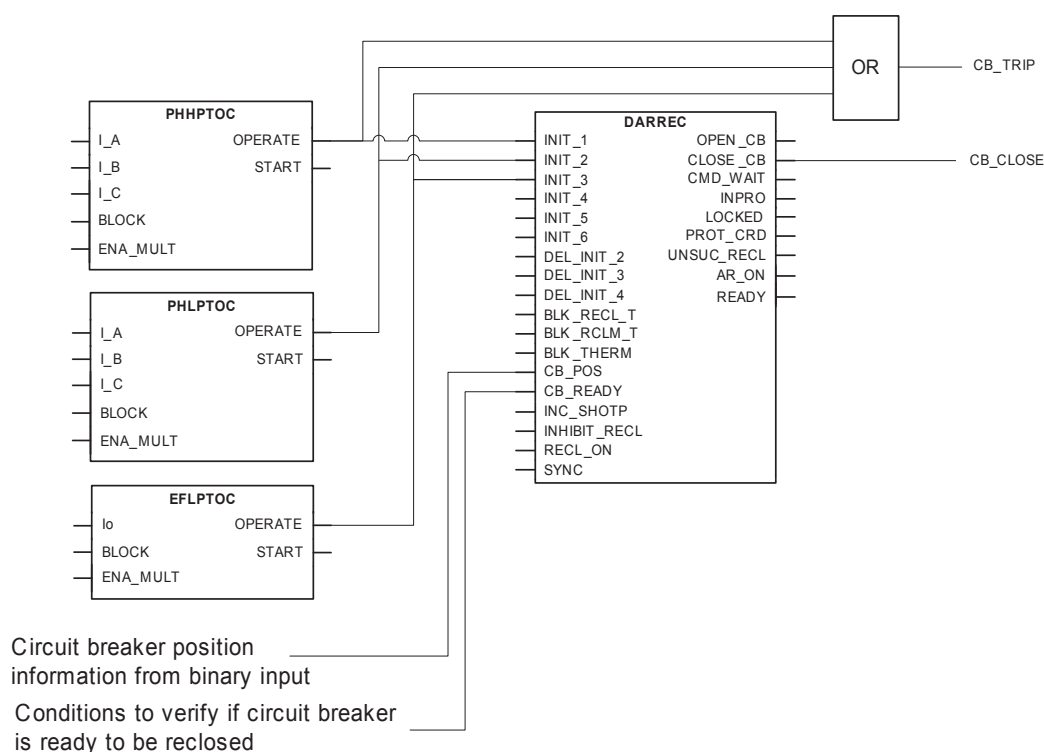 OR
CB_TRIP
PHHPTOC
I_A OPERATE
I_B START
I_C
BLOCK
ENA_MULT
DARREC
INIT_1 OPEN_CB
INIT_2 CLOSE_CB
INIT_3 CMD_WAIT
INIT_4 INPRO
INIT_5 LOCKED
INIT_6 PROT_CRD
DEL_INIT_2 UNSUC_RECL
DEL_INIT_3 AR_ON
DEL_INIT_4 READY
BLK_RECL_T
BLK_RCLM_T
BLK_THERM
CB_POS
CB_READY
INC_SHOTP
INHIBIT_RECL
RECL_ON
SYNC
CB_CLOSE
PHLPTOC
I_A OPERATE
I_B START
I_C
BLOCK
ENA_MULT
EFLPTOC
Io OPERATE
BLOCK START
ENA_MULT
Circuit breaker position
information from binary input
Conditions to verify if circuit breaker
is ready to be reclosed